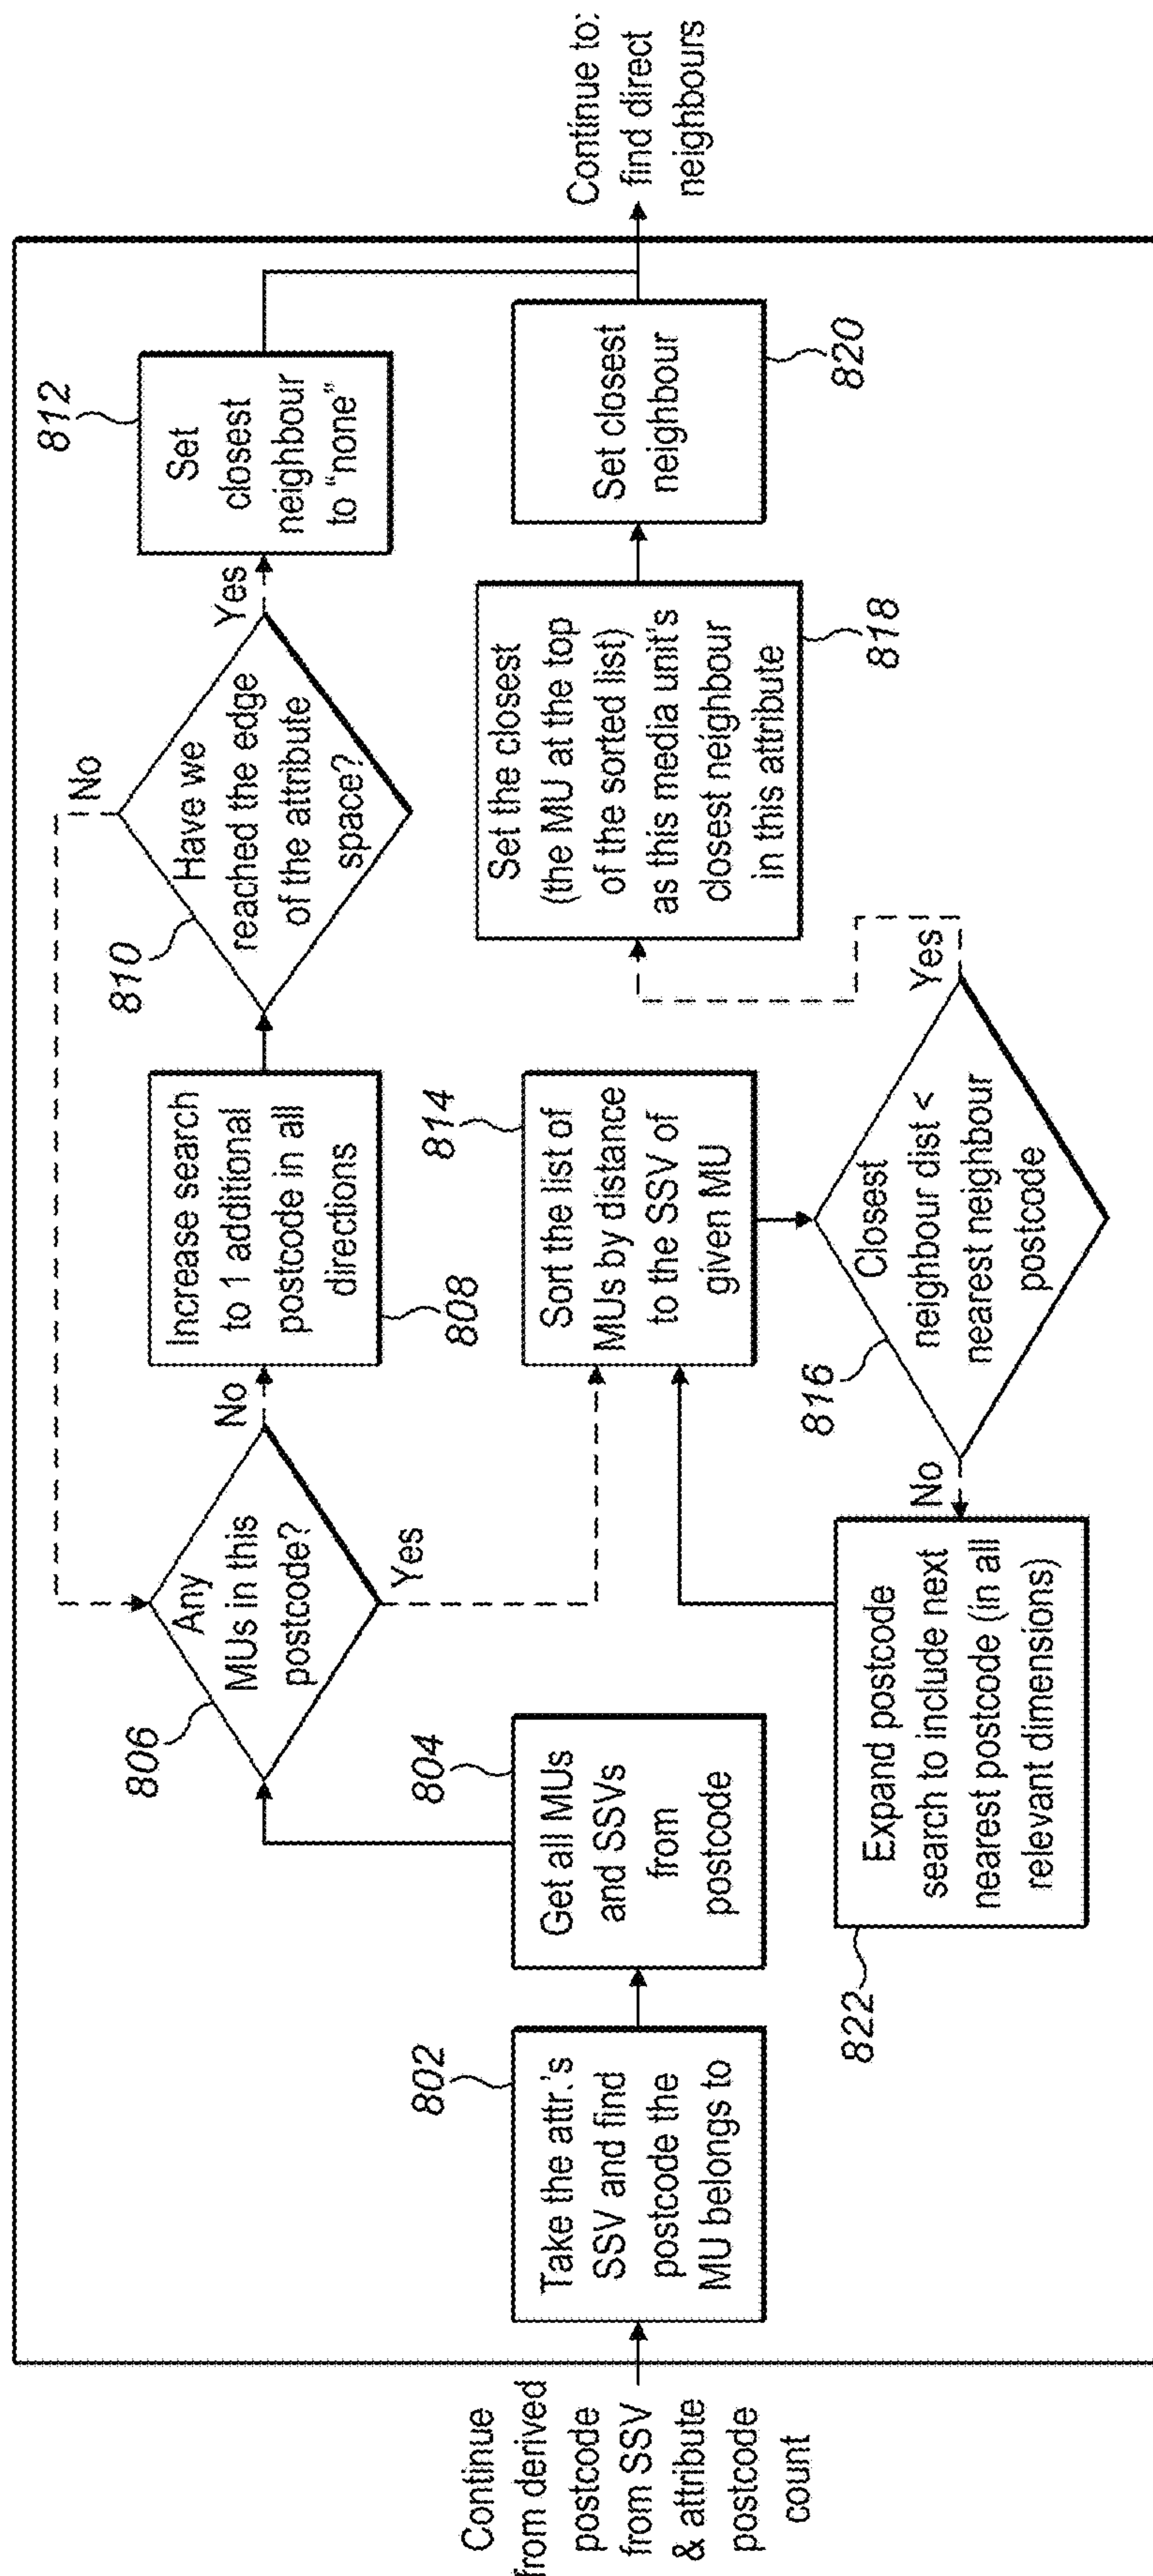 Continue
from derived
postcode
from SSV
& attribute
postcode
count
802
Take the attr.'s
SSV and find
postcode the
MU belongs to
804
Get all MUs
and SSVs
from
postcode
806
Any
MUs in this
postcode?
No
Yes
808
Increase search
to 1 additional
postcode in all
directions
810
Have we
reached the edge
of the attribute
space?
No
Yes
812
Set
closest
neighbour
to “none”
814
Sort the list of
MUs by distance
to the SSV of
given MU
816
Closest
neighbour dist <
nearest neighbour
postcode
No
Yes
822
Expand postcode
search to include next
nearest postcode (in all
relevant dimensions)
818
Set the closest
(the MU at the top
of the sorted list)
as this media unit's
closest neighbour
in this attribute
820
Set closest
neighbour
Continue to:
find direct
neighbours